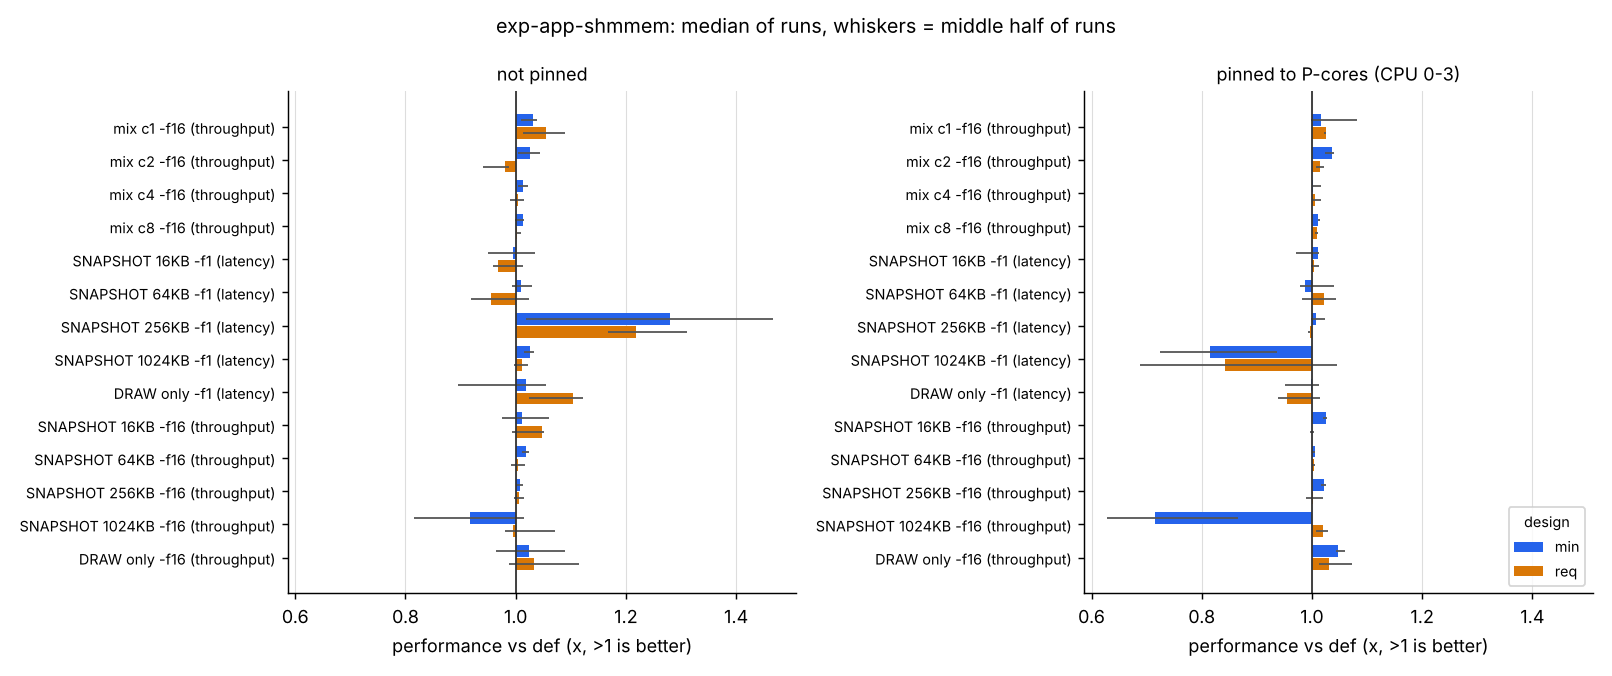 exp-app-shmmem: median of runs, whiskers = middle half of runs
not pinned
mix c1 -f16 (throughput)
mix c2 -f16 (throughput)
mix c4 -f16 (throughput)
mix c8 -f16 (throughput)
SNAPSHOT 16KB -f1 (latency)
SNAPSHOT 64KB -f1 (latency)
SNAPSHOT 256KB -f1 (latency)
SNAPSHOT 1024KB -f1 (latency)
DRAW only -f1 (latency)
SNAPSHOT 16KB -f16 (throughput)
SNAPSHOT 64KB -f16 (throughput)
SNAPSHOT 256KB -f16 (throughput)
SNAPSHOT 1024KB -f16 (throughput)
DRAW only -f16 (throughput)
0.6 0.8 1.0 1.2 1.4
performance vs def (x, >1 is better)
pinned to P-cores (CPU 0-3)
mix c1 -f16 (throughput)
mix c2 -f16 (throughput)
mix c4 -f16 (throughput)
mix c8 -f16 (throughput)
SNAPSHOT 16KB -f1 (latency)
SNAPSHOT 64KB -f1 (latency)
SNAPSHOT 256KB -f1 (latency)
SNAPSHOT 1024KB -f1 (latency)
DRAW only -f1 (latency)
SNAPSHOT 16KB -f16 (throughput)
SNAPSHOT 64KB -f16 (throughput)
SNAPSHOT 256KB -f16 (throughput)
SNAPSHOT 1024KB -f16 (throughput)
DRAW only -f16 (throughput)
design
min
req
0.6 0.8 1.0 1.2 1.4
performance vs def (x, >1 is better)